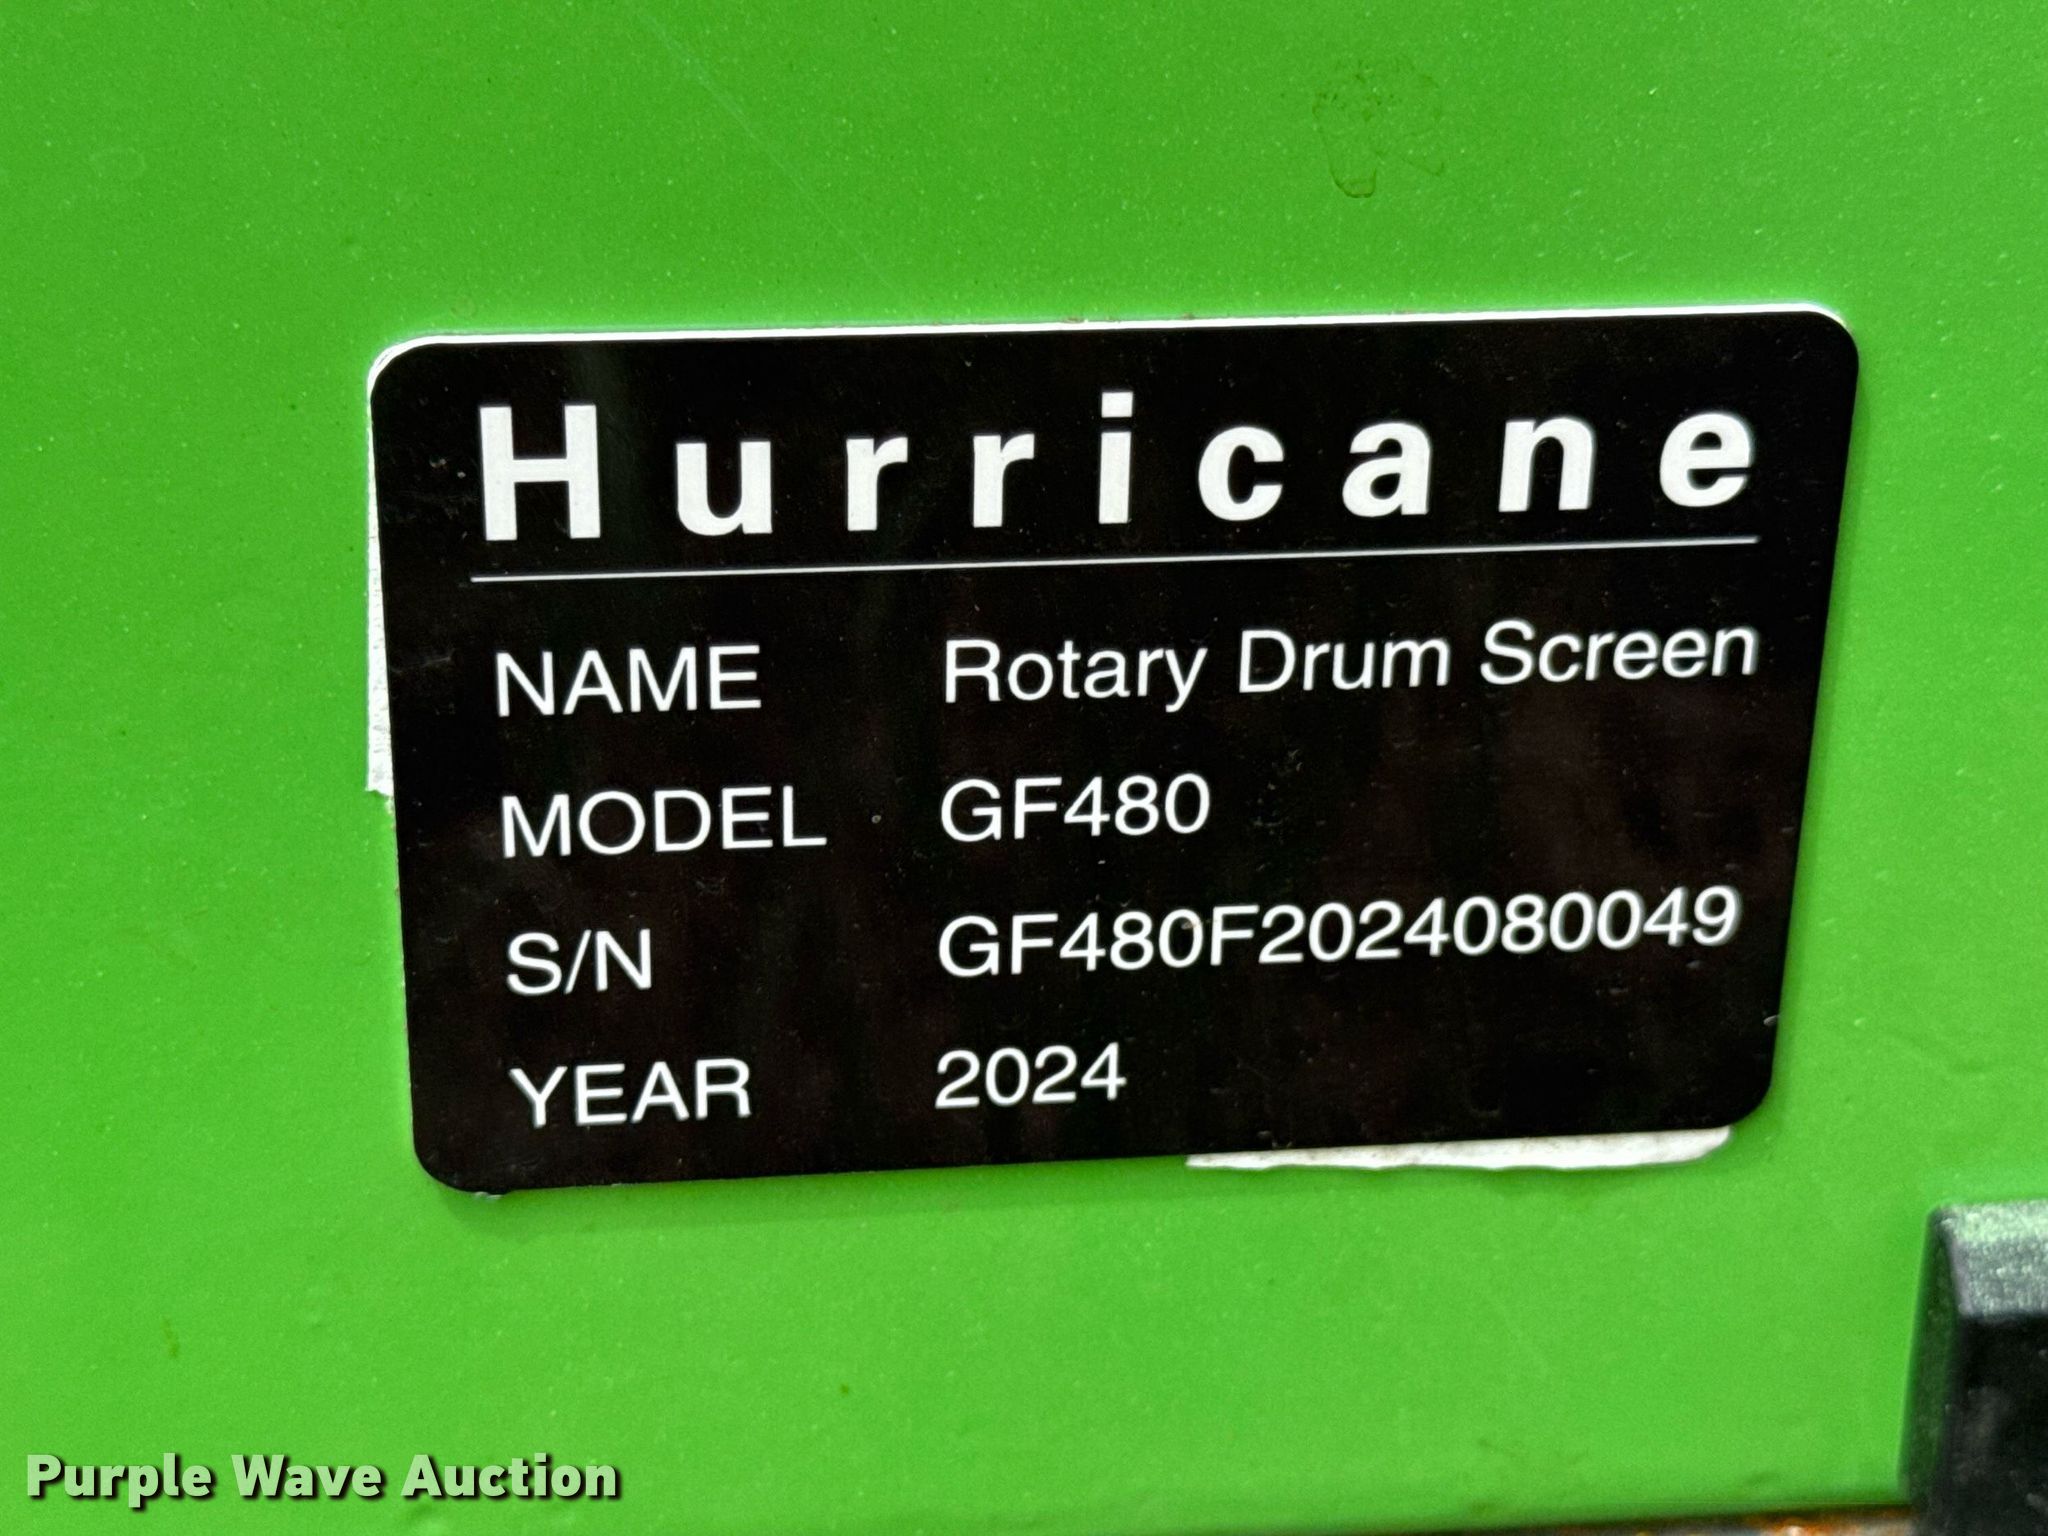 Hurricane
NAME Rotary Drum Screen
MODEL GF480
S/N GF480F2024080049
YEAR 2024
Purple Wave Auction